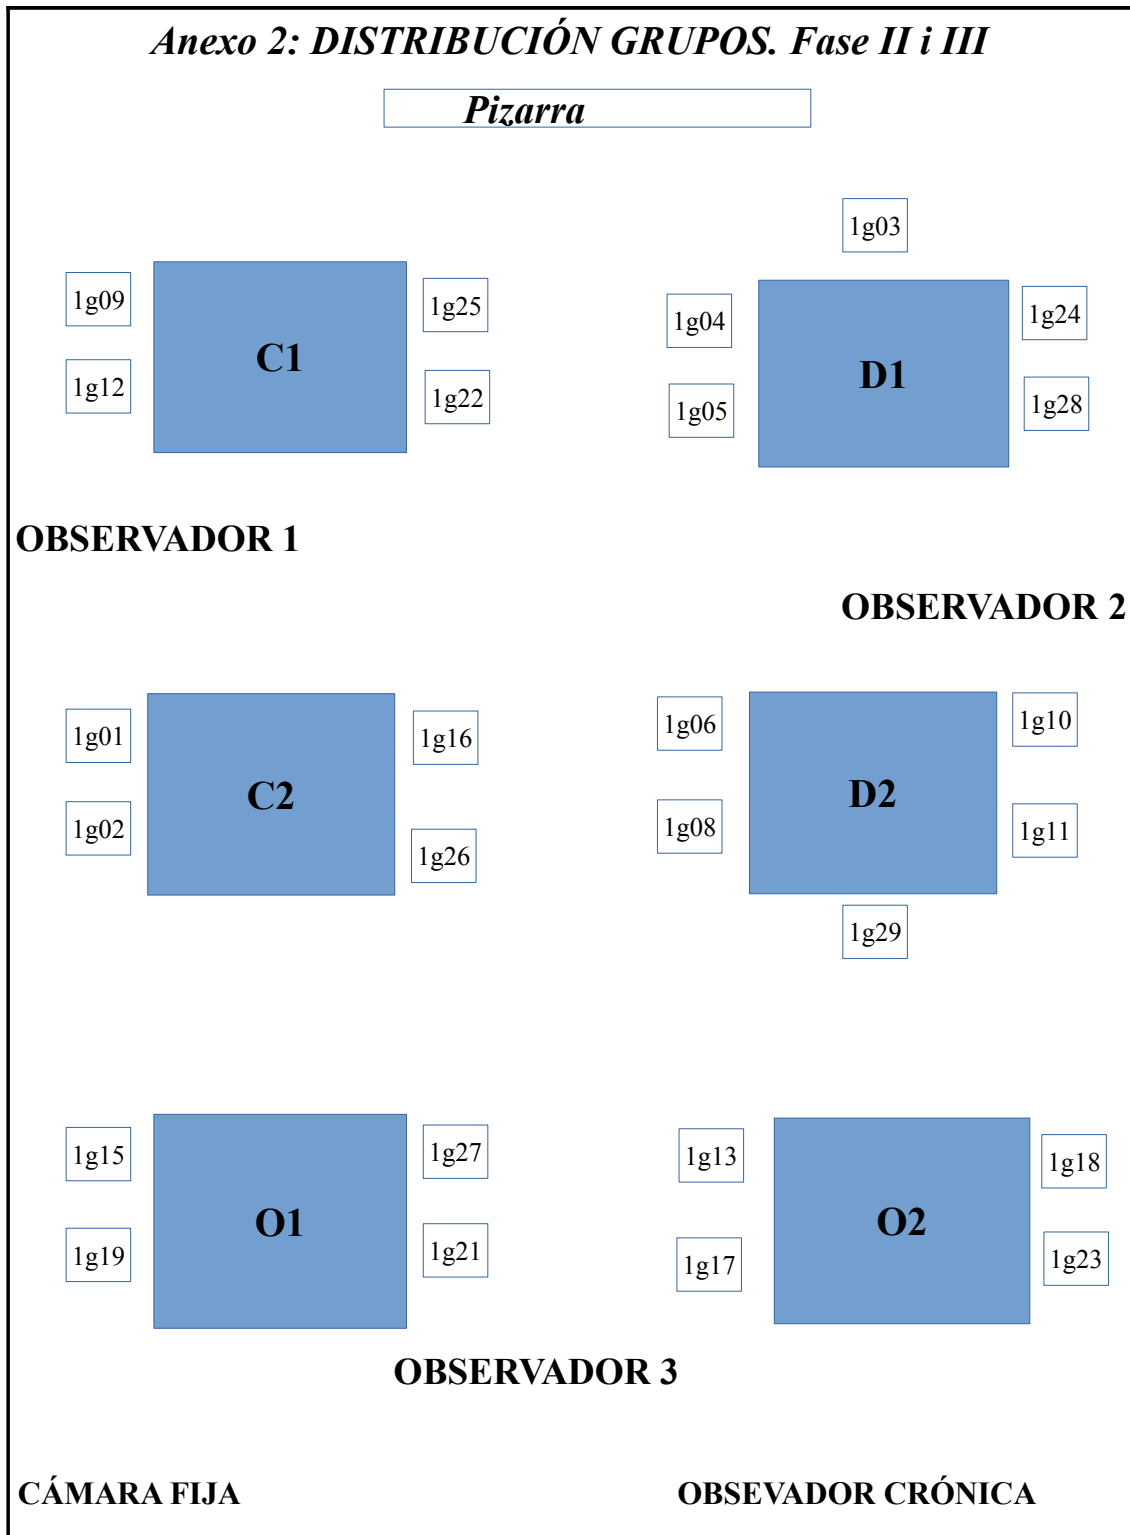 Anexo 2: DISTRIBUCIÓN GRUPOS. Fase II i III
Pizarra
1g09
1g12
C1
1g25
1g22
1g03
1g04
1g05
D1
1g24
1g28
OBSERVADOR 1
OBSERVADOR 2
1g01
1g02
C2
1g16
1g26
1g06
1g08
D2
1g10
1g11
1g29
1g15
1g19
O1
1g27
1g21
1g13
1g17
O2
1g18
1g23
OBSERVADOR 3
CÁMARA FIJA
OBSEVADOR CRÓNICA